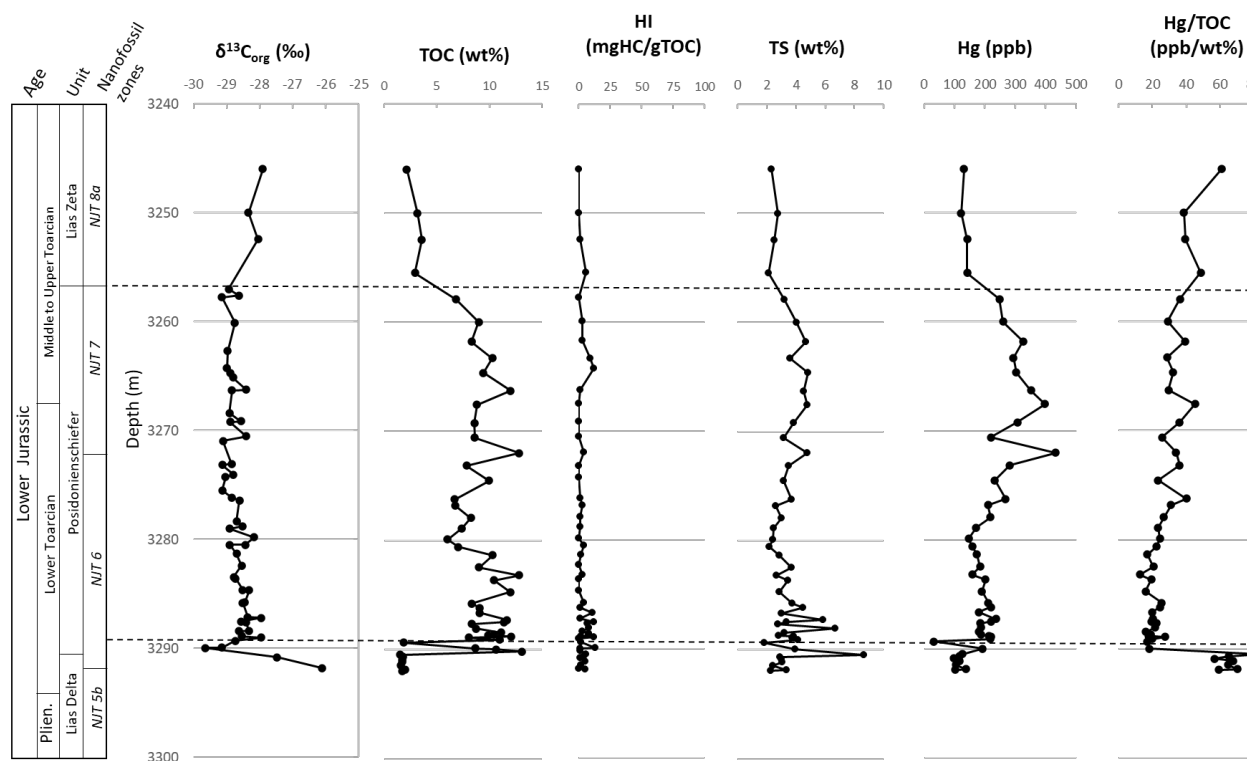 Age
Unit
Nanofossil
zones
δ¹³Corg (‰)
TOC (wt%)
HI
(mgHC/gTOC)
TS (wt%)
Hg (ppb)
Hg/TOC
(ppb/wt%)
-30 -29 -28 -27 -26 -25
0 5 10 15
0 25 50 75 100
0 2 4 6 8 10
0 100 200 300 400 500
0 20 40 60
3240
3250
3260
3270
3280
3290
3300
Depth (m)
Lower Jurassic
Middle to Upper Toarcian
Lower Toarcian
Plien.
Lias Zeta
Posidonienschiefer
Lias Delta
NJT 8a
NJT 7
NJT 6
NJT 5b